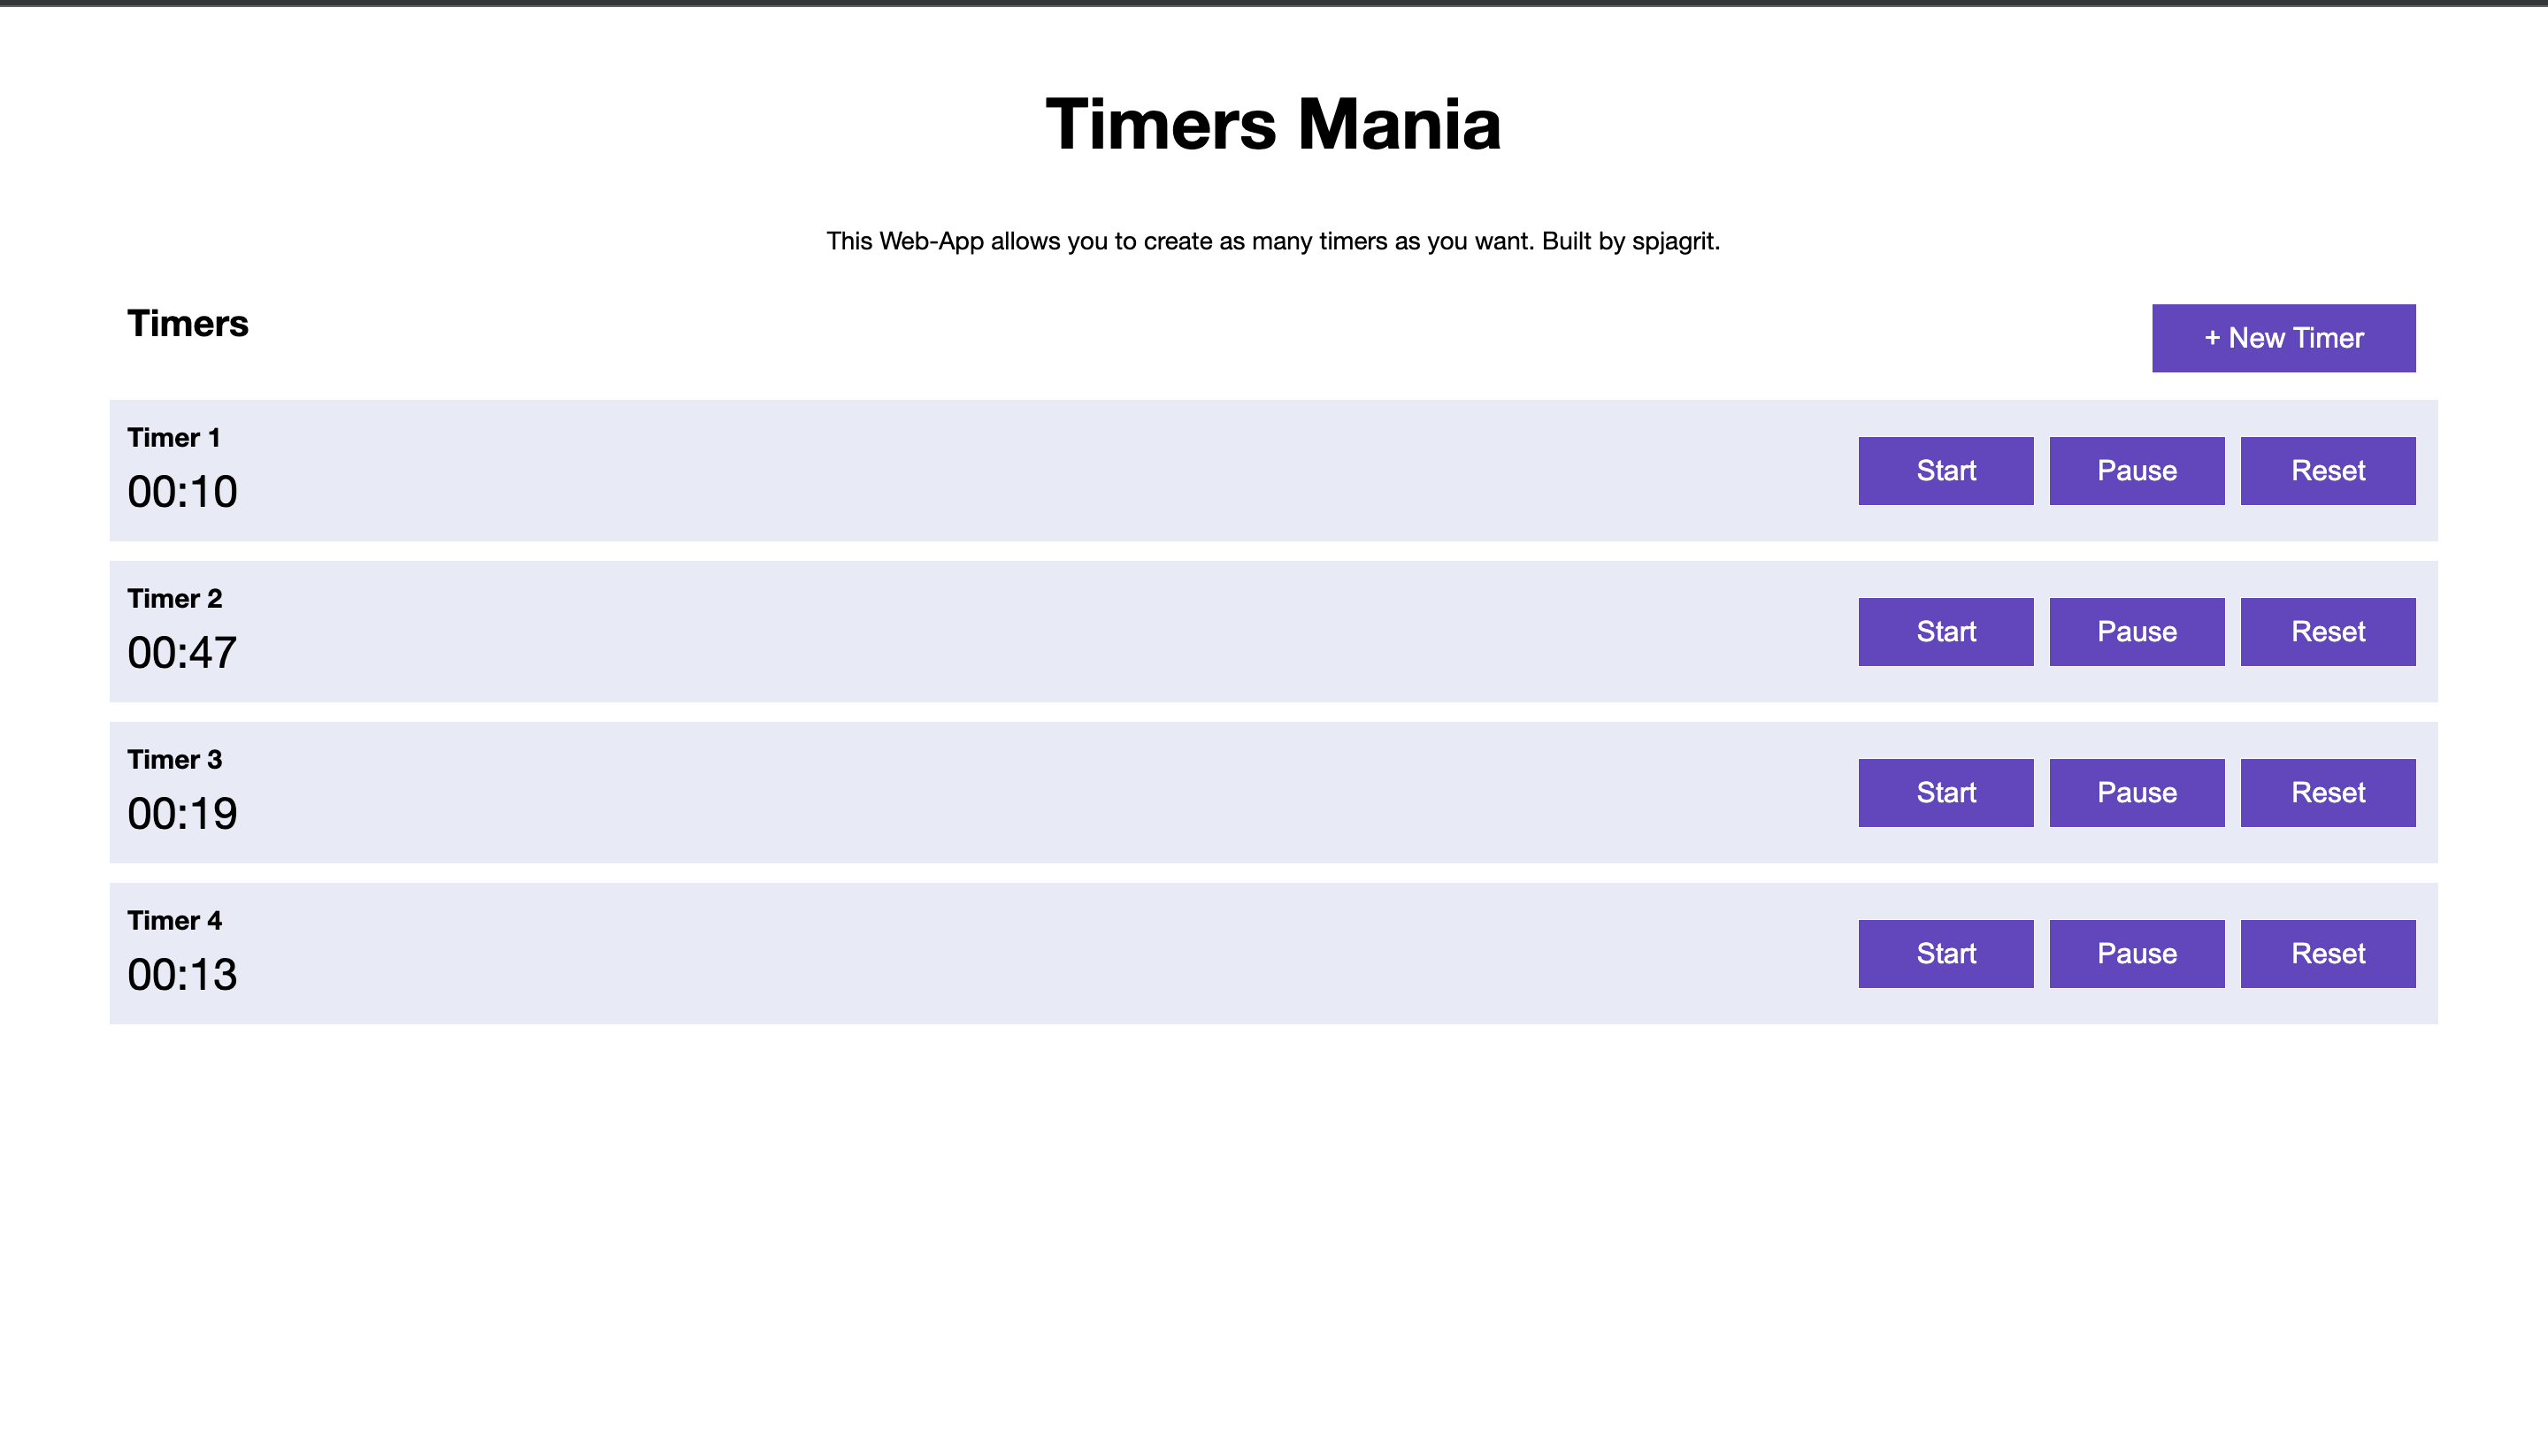 Timers Mania
This Web-App allows you to create as many timers as you want. Built by spjagrit.
Timers
+ New Timer
Timer 1
00:10
Start
Pause
Reset
Timer 2
00:47
Start
Pause
Reset
Timer 3
00:19
Start
Pause
Reset
Timer 4
00:13
Start
Pause
Reset